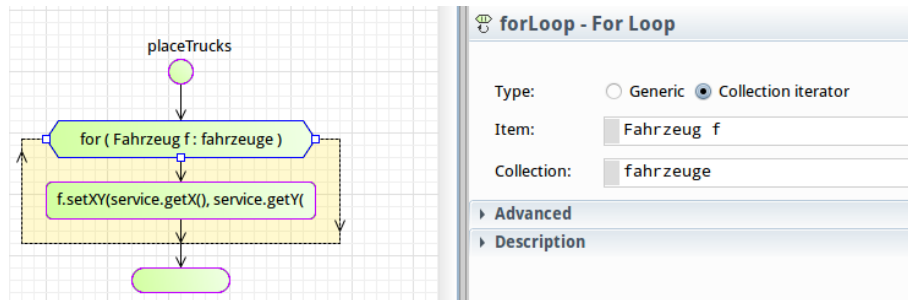 placeTrucks
for ( Fahrzeug f : fahrzeuge )
f.setXY(service.getX(), service.getY(
forLoop - For Loop
Type: Generic Collection iterator
Item: Fahrzeug f
Collection: fahrzeuge
Advanced
Description